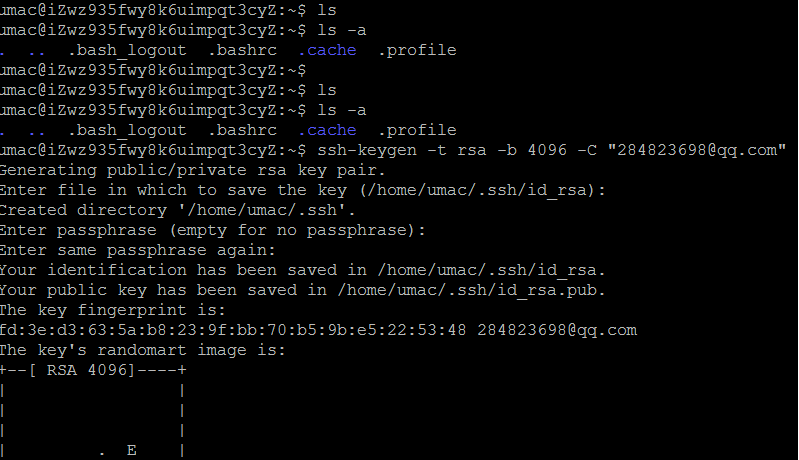 umac@iZwz935fwy8k6uimpqt3cyZ:~$ ls
umac@iZwz935fwy8k6uimpqt3cyZ:~$ ls -a
.  ..  .bash_logout  .bashrc  .cache  .profile
umac@iZwz935fwy8k6uimpqt3cyZ:~$
umac@iZwz935fwy8k6uimpqt3cyZ:~$ ls
umac@iZwz935fwy8k6uimpqt3cyZ:~$ ls -a
.  ..  .bash_logout  .bashrc  .cache  .profile
umac@iZwz935fwy8k6uimpqt3cyZ:~$ ssh-keygen -t rsa -b 4096 -C "284823698@qq.com"
Generating public/private rsa key pair.
Enter file in which to save the key (/home/umac/.ssh/id_rsa):
Created directory '/home/umac/.ssh'.
Enter passphrase (empty for no passphrase):
Enter same passphrase again:
Your identification has been saved in /home/umac/.ssh/id_rsa.
Your public key has been saved in /home/umac/.ssh/id_rsa.pub.
The key fingerprint is:
fd:3e:d3:63:5a:b8:23:9f:bb:70:b5:9b:e5:22:53:48 284823698@qq.com
The key's randomart image is:
+--[ RSA 4096]----+
|                 |
|                 |
|                 |
|         .  E    |